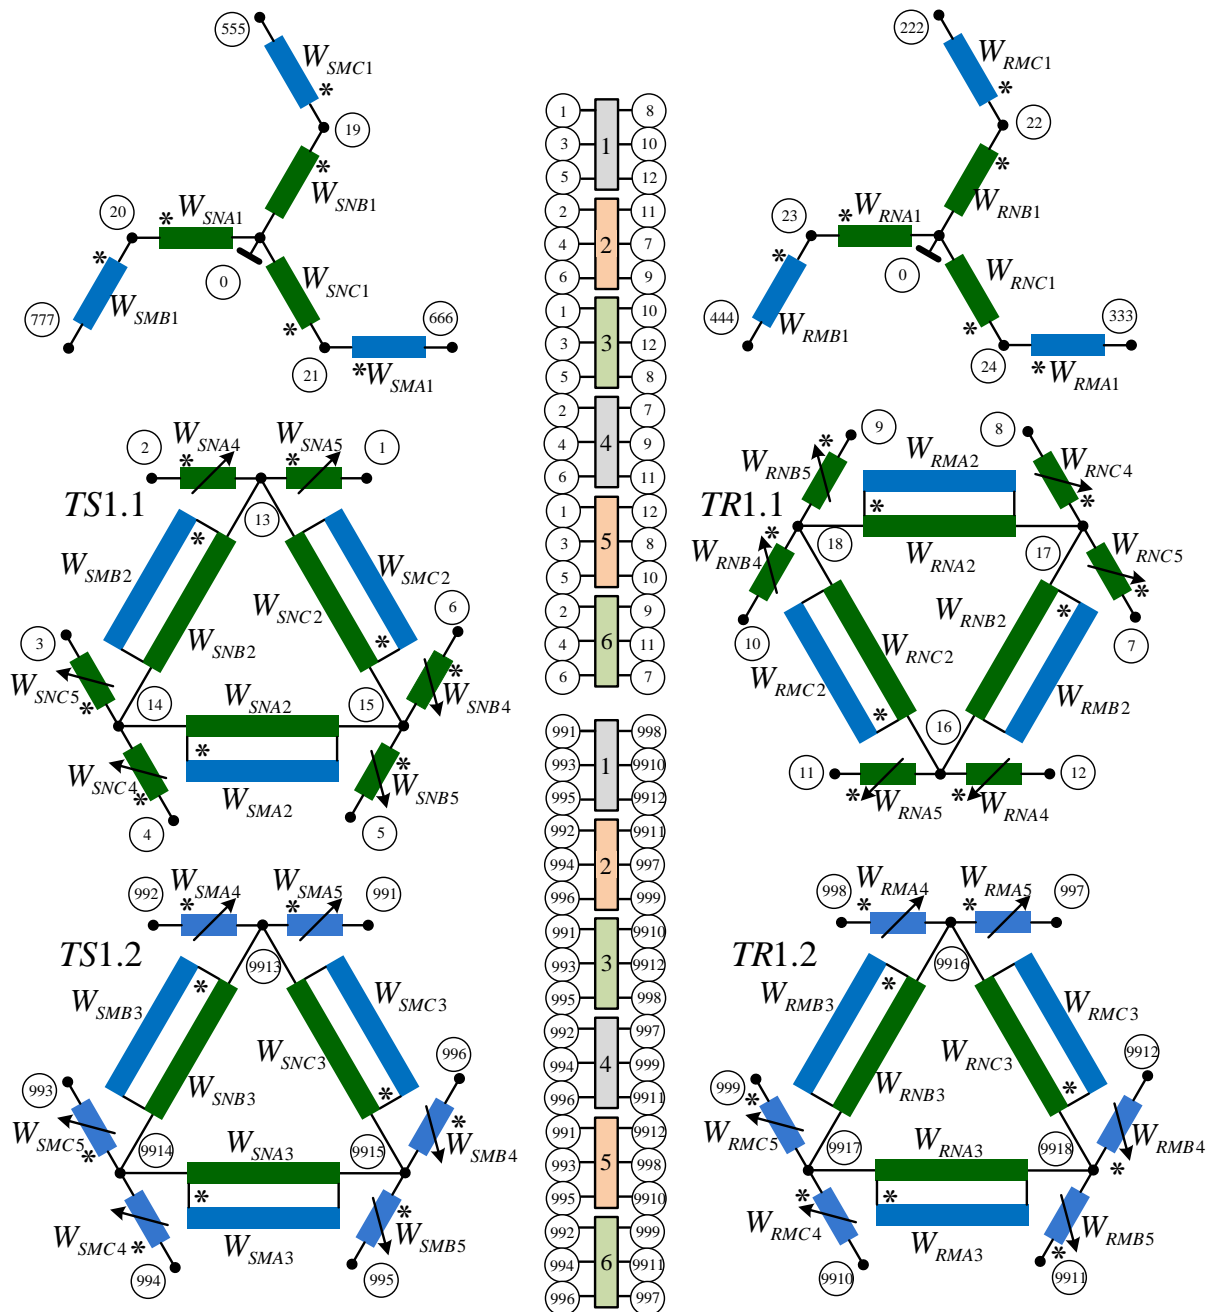 555
W_SMC1
*
19
*
W_SNB1
20
W_SNA1
*
*
0
W_SNC1
777
W_SMB1
*
666
21
*W_SMA1
222
W_RMC1
*
22
*
W_RNB1
23
W_RNA1
*
*
0
W_RNC1
444
W_RMB1
*
333
24
*W_RMA1
1 8
3 1 10
5 12
2 11
4 2 7
6 9
1 10
3 3 12
5 8
2 7
4 4 9
6 11
1 12
3 5 8
5 10
2 9
4 6 11
6 7
991 998
993 1 9910
995 9912
992 9911
994 2 997
996 999
991 9910
993 3 9912
995 998
992 997
994 4 999
996 9911
991 9912
993 5 998
995 9910
992 999
994 6 9911
996 997
2
W_SNA4
*
W_SNA5
*
1
TS1.1
13
W_SMB2
*
W_SMC2
W_SNC2
*
6
3
W_SNB2
W_SNC5
*
14
W_SNA2
15
*
W_SNB4
*
W_SNC4
*
W_SMA2
*
W_SNB5
4
5
9
8
W_RNB5
*
W_RMA2
*
W_RNC4
*
TR1.1
18
W_RNA2
17
W_RNC5
*
W_RNB4
*
W_RNB2
*
10
W_RNC2
7
W_RMC2
*
W_RMB2
16
11
*
W_RNA5
*
W_RNA4
12
992
W_SMA4
*
W_SMA5
*
991
TS1.2
9913
W_SMB3
*
W_SMC3
W_SNC3
*
996
993
W_SNB3
W_SMC5
*
9914
W_SNA3
9915
*
W_SMB4
*
W_SMC4
*
W_SMA3
*
W_SMB5
994
995
998
W_RMA4
*
W_RMA5
*
997
TR1.2
9916
W_RMB3
*
W_RMC3
W_RNC3
*
9912
999
*
W_RNB3
W_RMC5
9917
W_RNA3
9918
*
W_RMB4
*
W_RMC4
*
W_RMA3
*
W_RMB5
9910
9911